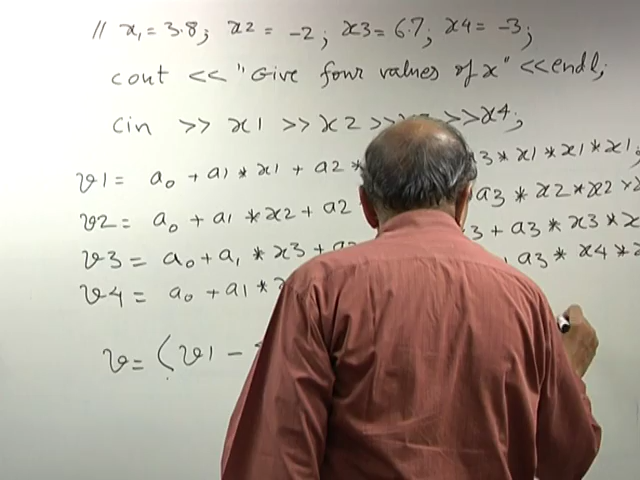 // x1 = 3.8; x2 = -2; x3 = 6.7; x4 = -3;
cout << "Give four values of x" << endl;
cin >> x1 >> x2 >> >> x4;
v1 = a0 + a1 * x1 + a2 * a3 * x1 * x1 * x1;
v2 = a0 + a1 * x2 + a2 a3 * x2 * x2 *
v3 = a0 + a1 * x3 + a2 3 + a3 * x3 * x
v4 = a0 + a1 * a3 * x4 *
v = (v1 -